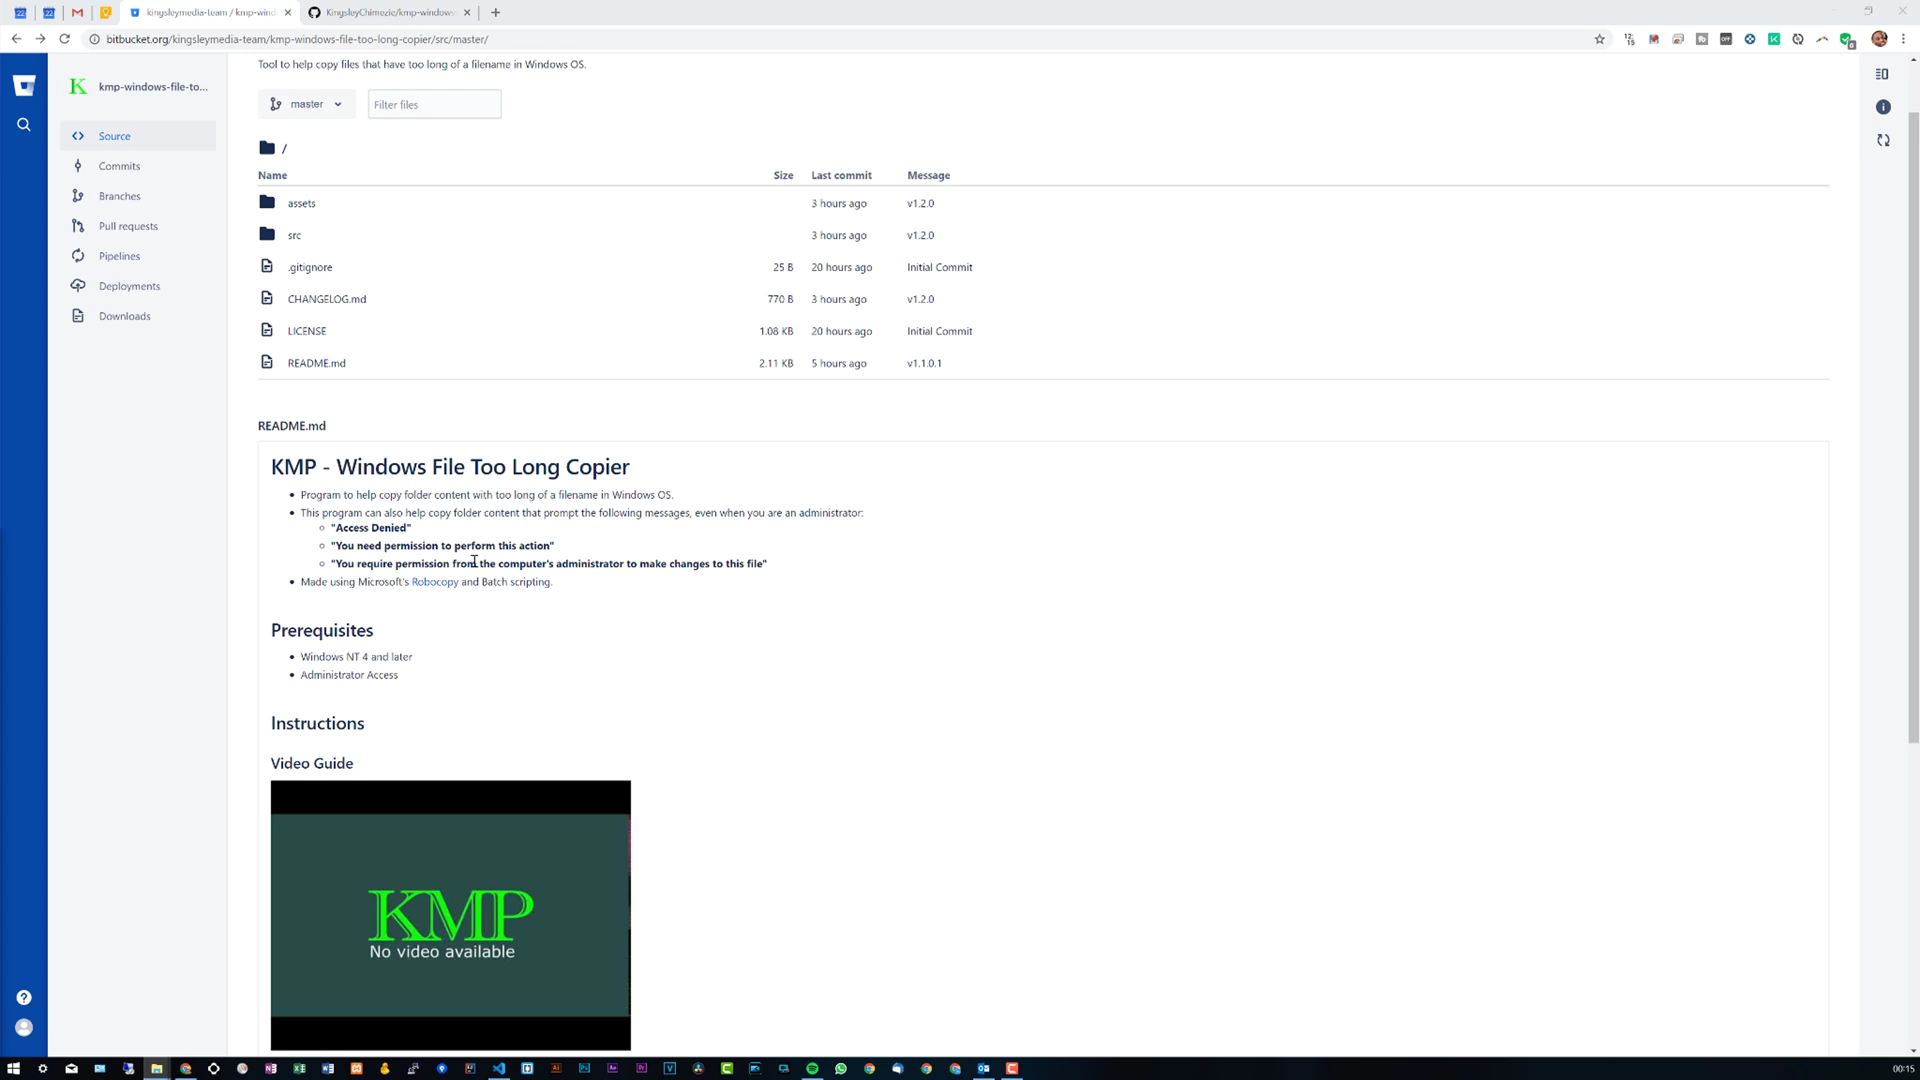 kingsleymedia-team / kmp-wind
KingsleyChimezie/kmp-windows
bitbucket.org/kingsleymedia-team/kmp-windows-file-too-long-copier/src/master/
Tool to help copy files that have too long of a filename in Windows OS.
K kmp-windows-file-to...
master
Filter files
Source
Commits
Branches
Pull requests
Pipelines
Deployments
Downloads
/
Name Size Last commit Message
assets 3 hours ago v1.2.0
src 3 hours ago v1.2.0
.gitignore 25 B 20 hours ago Initial Commit
CHANGELOG.md 770 B 3 hours ago v1.2.0
LICENSE 1.08 KB 20 hours ago Initial Commit
README.md 2.11 KB 5 hours ago v1.1.0.1
README.md
KMP - Windows File Too Long Copier
Program to help copy folder content with too long of a filename in Windows OS.
This program can also help copy folder content that prompt the following messages, even when you are an administrator:
"Access Denied"
"You need permission to perform this action"
"You require permission from the computer's administrator to make changes to this file"
Made using Microsoft's Robocopy and Batch scripting.
Prerequisites
Windows NT 4 and later
Administrator Access
Instructions
Video Guide
KMP
No video available
00:15